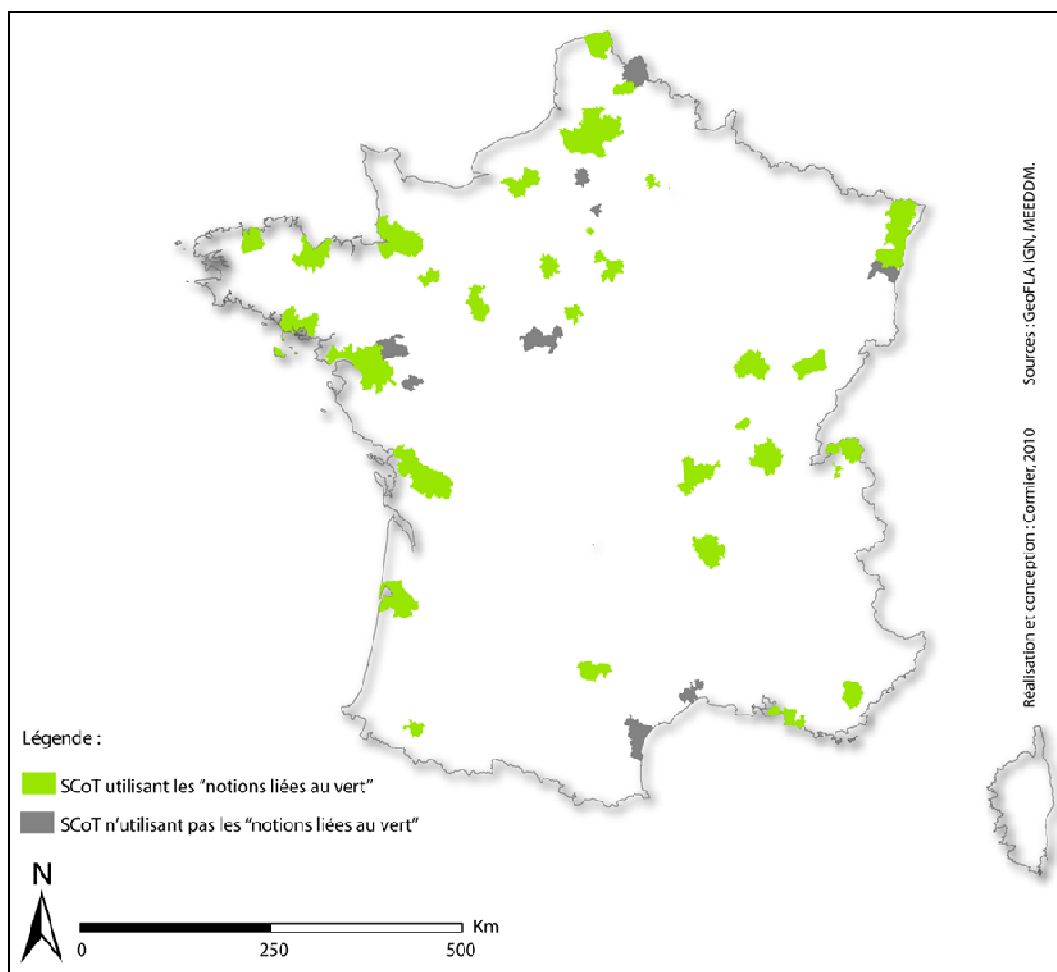 Légende :
SCoT utilisant les "notions liées au vert"
SCoT n'utilisant pas les "notions liées au vert"
N
Km
0 250 500
Réalisation et conception : Cormier, 2010 Sources : GeoFLA IGN, MEEDDM.